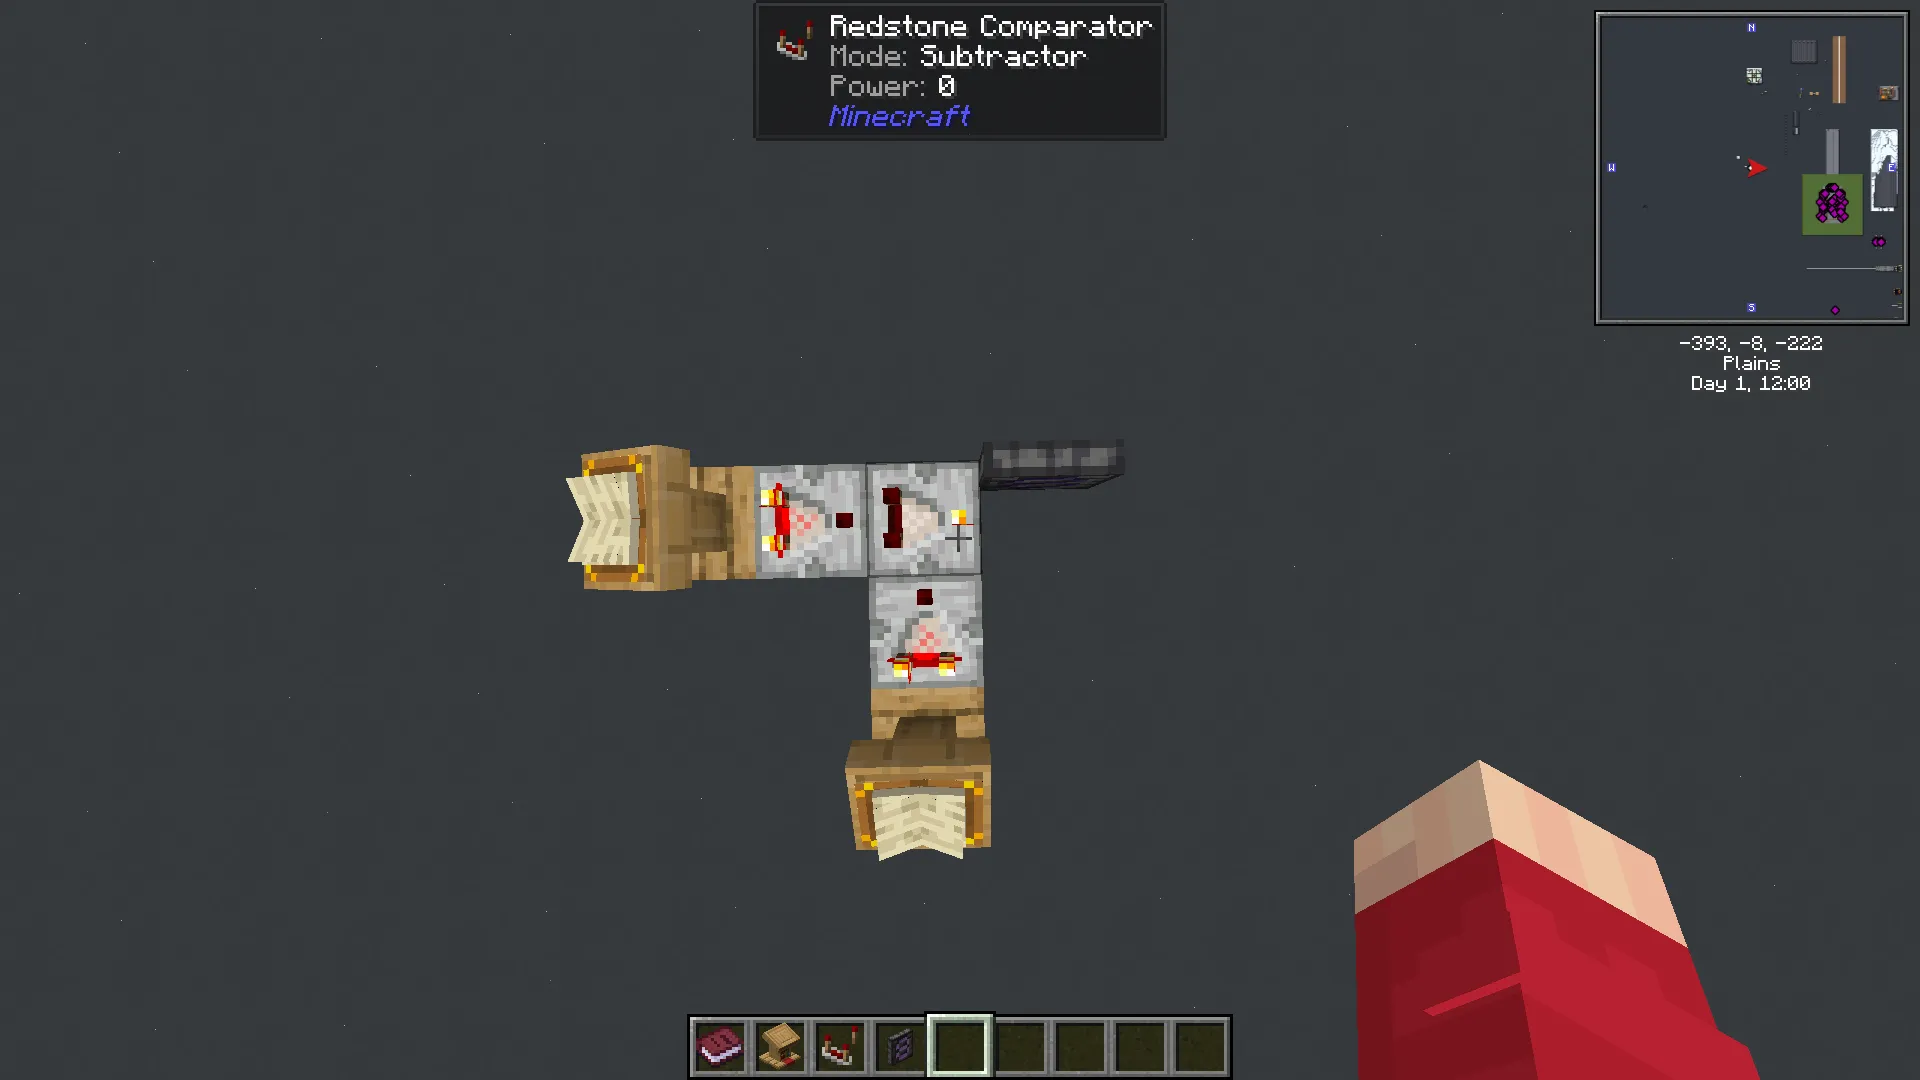 Redstone Comparator
Mode: Subtractor
Power: 0
Minecraft
N
W
E
S
-393, -8, -222
Plains
Day 1, 12:00